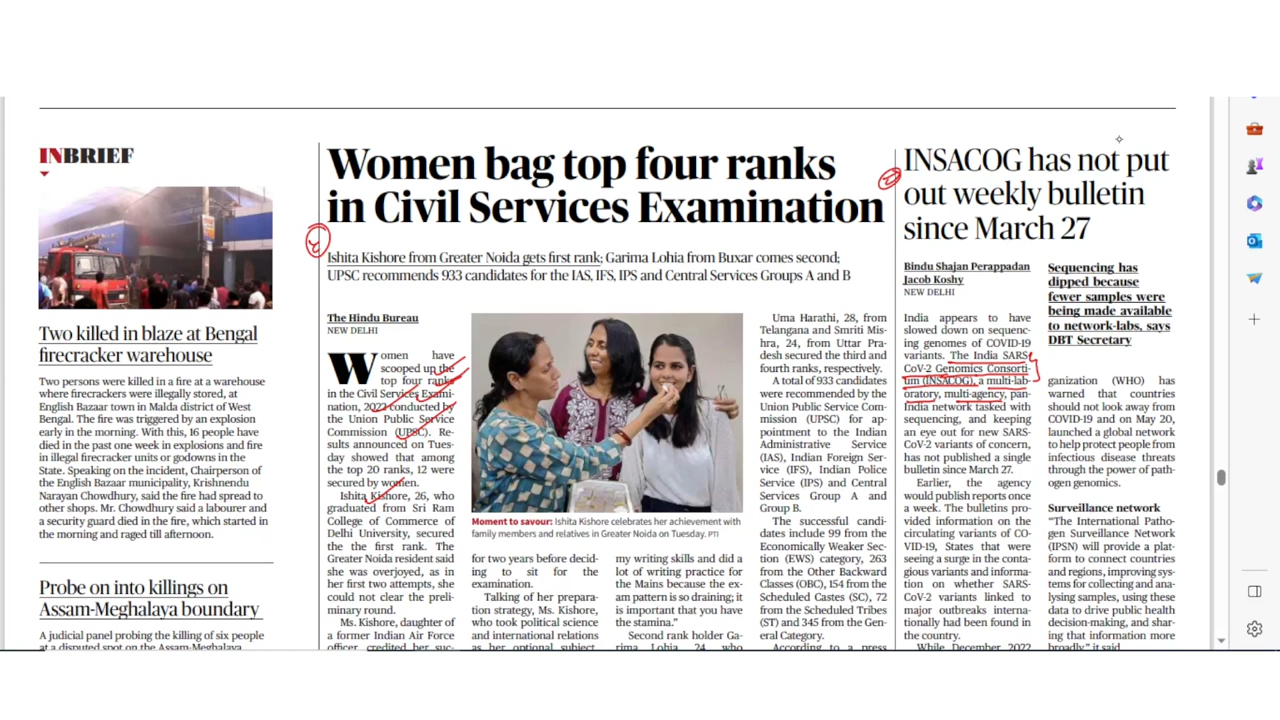 INBRIEF
Two killed in blaze at Bengal
firecracker warehouse
Two persons were killed in a fire at a warehouse
where firecrackers were illegally stored, at
English Bazaar town in Malda district of West
Bengal. The fire was triggered by an explosion
early in the morning. With this, 16 people have
died in the past one week in explosions and fire
in illegal firecracker units or godowns in the
State. Speaking on the incident, Chairperson of
the English Bazaar municipality, Krishnendu
Narayan Chowdhury, said the fire had spread to
other shops. Mr. Chowdhury said a labourer and
a security guard died in the fire, which started in
the morning and raged till afternoon.
Probe on into killings on
Assam-Meghalaya boundary
A judicial panel probing the killing of six people
at a disputed spot on the Assam-Meghalaya
Women bag top four ranks
in Civil Services Examination
Ishita Kishore from Greater Noida gets first rank; Garima Lohia from Buxar comes second;
UPSC recommends 933 candidates for the IAS, IFS, IPS and Central Services Groups A and B
The Hindu Bureau
NEW DELHI
Women have
scooped up the
top four ranks
in the Civil Services Exami-
nation, 2022 conducted by
the Union Public Service
Commission (UPSC). Re-
sults announced on Tues-
day showed that among
the top 20 ranks, 12 were
secured by women.
Ishita Kishore, 26, who
graduated from Sri Ram
College of Commerce of
Delhi University, secured
the the first rank. The
Greater Noida resident said
she was overjoyed, as in
her first two attempts, she
could not clear the preli-
minary round.
Ms. Kishore, daughter of
a former Indian Air Force
officer, credited her suc-
Moment to savour: Ishita Kishore celebrates her achievement with
family members and relatives in Greater Noida on Tuesday. PTI
for two years before decid-
ing to sit for the
examination.
Talking of her prepara-
tion strategy, Ms. Kishore,
who took political science
and international relations
as her optional subject,
my writing skills and did a
lot of writing practice for
the Mains because the ex-
am pattern is so draining; it
is important that you have
the stamina.”
Second rank holder Ga-
rima Lohia, 24, who
Uma Harathi, 28, from
Telangana and Smriti Mis-
hra, 24, from Uttar Pra-
desh secured the third and
fourth ranks, respectively.
A total of 933 candidates
were recommended by the
Union Public Service Com-
mission (UPSC) for ap-
pointment to the Indian
Administrative Service
(IAS), Indian Foreign Ser-
vice (IFS), Indian Police
Service (IPS) and Central
Services Group A and
Group B.
The successful candi-
dates include 99 from the
Economically Weaker Sec-
tion (EWS) category, 263
from the Other Backward
Classes (OBC), 154 from the
Scheduled Castes (SC), 72
from the Scheduled Tribes
(ST) and 345 from the Gen-
eral Category.
According to a press
INSACOG has not put
out weekly bulletin
since March 27
Bindu Shajan Perappadan
Jacob Koshy
NEW DELHI
India appears to have
slowed down on sequenc-
ing genomes of COVID-19
variants. The India SARS-
CoV-2 Genomics Consorti-
um (INSACOG), a multi-lab-
oratory, multi-agency, pan-
India network tasked with
sequencing, and keeping
an eye out for new SARS-
CoV-2 variants of concern,
has not published a single
bulletin since March 27.
Earlier, the agency
would publish reports once
a week. The bulletins pro-
vided information on the
circulating variants of CO-
VID-19, States that were
seeing a surge in the conta-
gious variants and informa-
tion on whether SARS-
CoV-2 variants linked to
major outbreaks interna-
tionally had been found in
the country.
While December 2022
Sequencing has
dipped because
fewer samples were
being made available
to network-labs, says
DBT Secretary
ganization (WHO) has
warned that countries
should not look away from
COVID-19 and on May 20,
launched a global network
to help protect people from
infectious disease threats
through the power of path-
ogen genomics.
Surveillance network
“The International Patho-
gen Surveillance Network
(IPSN) will provide a plat-
form to connect countries
and regions, improving sys-
tems for collecting and ana-
lysing samples, using these
data to drive public health
decision-making, and shar-
ing that information more
broadly,” it said